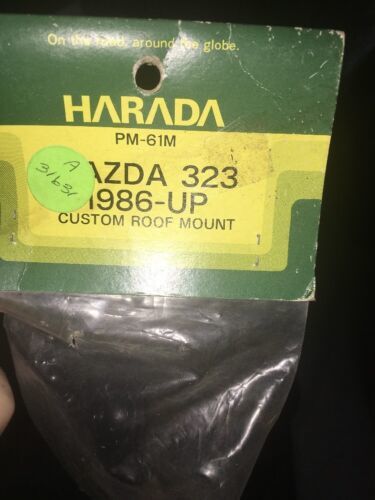 On the road, around the globe.
HARADA
PM-61M
AZDA 323
1986-UP
CUSTOM ROOF MOUNT
A